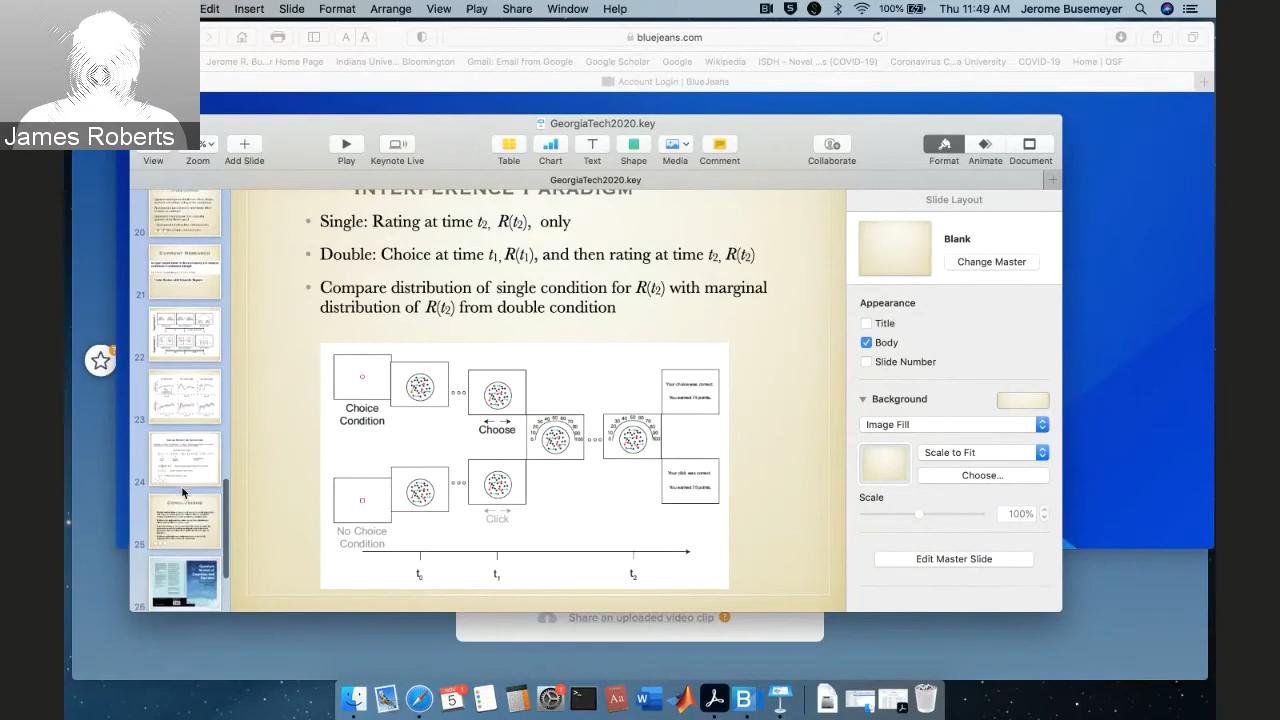 Edit Insert Slide Format Arrange View Play Share Window Help
100% Thu 11:49 AM Jerome Busemeyer
A A
bluejeans.com
Jerome R. Bu...r Home Page Indiana Unive... Bloomington Gmail: Email from Google Google Scholar Google Wikipedia ISDH – Novel ...s (COVID-19) Coronavirus C...a University ... COVID-19 Home | OSF
Account Login | BlueJeans
James Roberts
GeorgiaTech2020.key
View Zoom Add Slide Play Keynote Live Table Chart Text Shape Media Comment Collaborate Format Animate Document
GeorgiaTech2020.key
INTERFERENCE PARADIGM
Single: Rating at time t₂, R(t₂), only
Double: Choice at time t₁, R(t₁), and then rating at time t₂, R(t₂)
Compare distribution of single condition for R(t₂) with marginal
distribution of R(t₂) from double condition
Choice
Condition
Choose
Your choice was correct.
You earned 75 points.
No Choice
Condition
Click
Your click was correct.
You earned 75 points.
t₀ t₁ t₂
20
Current Research
21
22
23
24
Conclusions
25
26
Slide Layout
Blank
Change Master
Appearance
Title
Body
Slide Number
Background
Image Fill
Scale to Fit
Choose...
Scale
100%
Edit Master Slide
Share an uploaded video clip
NOV
5